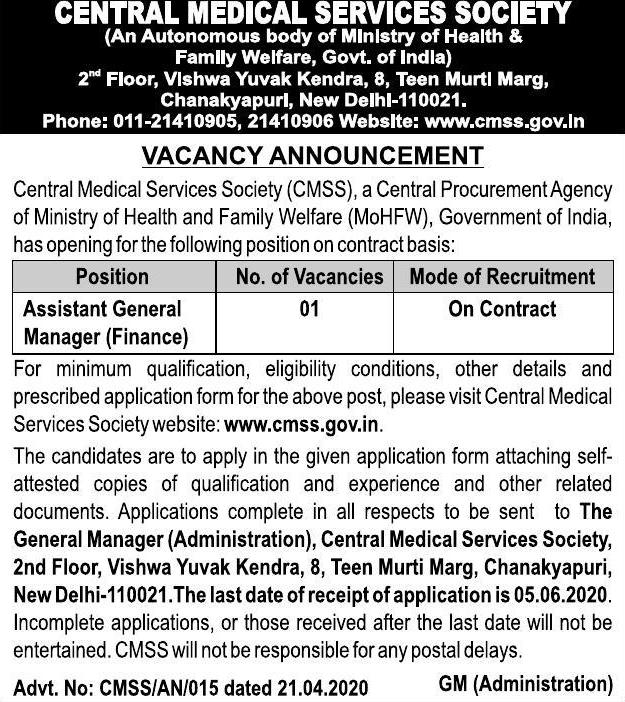 CENTRAL MEDICAL SERVICES SOCIETY
(An Autonomous body of Ministry of Health &
Family Welfare, Govt. of India)
2nd Floor, Vishwa Yuvak Kendra, 8, Teen Murti Marg,
Chanakyapuri, New Delhi-110021.
Phone: 011-21410905, 21410906 Website: www.cmss.gov.in
VACANCY ANNOUNCEMENT
Central Medical Services Society (CMSS), a Central Procurement Agency
of Ministry of Health and Family Welfare (MoHFW), Government of India,
has opening for the following position on contract basis:
Position No. of Vacancies Mode of Recruitment
Assistant General 01 On Contract
Manager (Finance)
For minimum qualification, eligibility conditions, other details and
prescribed application form for the above post, please visit Central Medical
Services Society website: www.cmss.gov.in.
The candidates are to apply in the given application form attaching self-
attested copies of qualification and experience and other related
documents. Applications complete in all respects to be sent to The
General Manager (Administration), Central Medical Services Society,
2nd Floor, Vishwa Yuvak Kendra, 8, Teen Murti Marg, Chanakyapuri,
New Delhi-110021.The last date of receipt of application is 05.06.2020.
Incomplete applications, or those received after the last date will not be
entertained. CMSS will not be responsible for any postal delays.
Advt. No: CMSS/AN/015 dated 21.04.2020 GM (Administration)